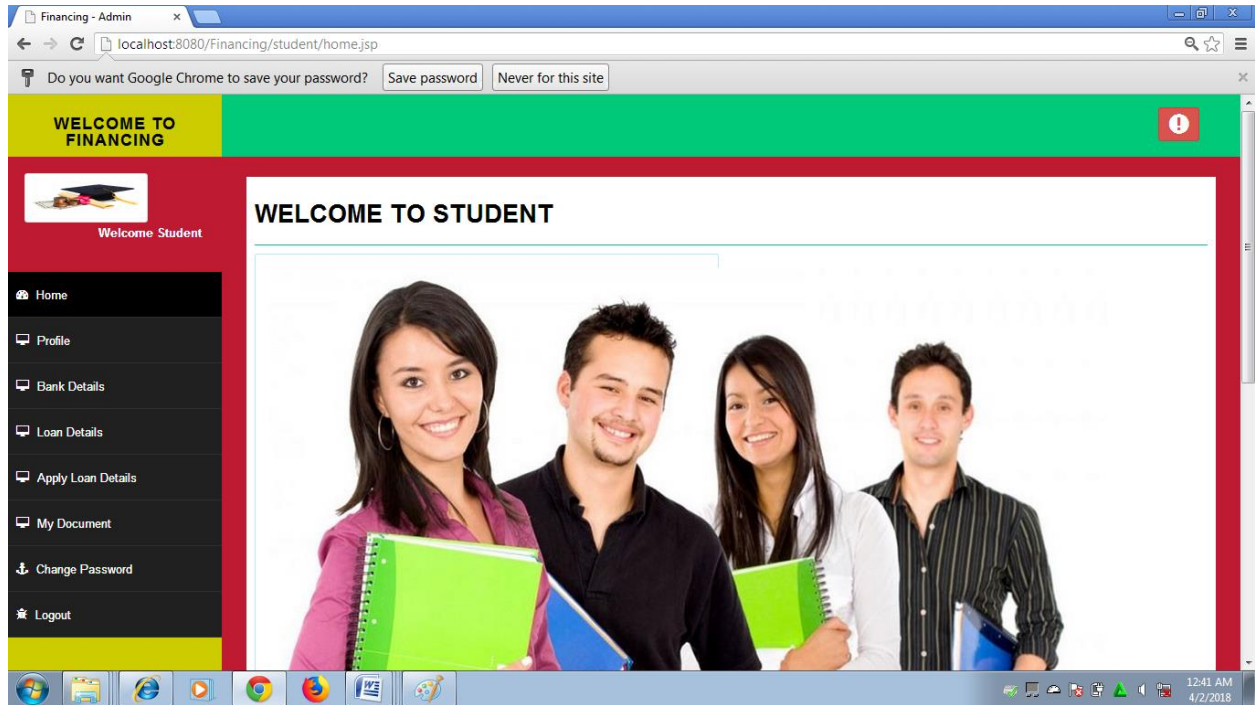 Financing - Admin
localhost:8080/Financing/student/home.jsp
Do you want Google Chrome to save your password? Save password Never for this site
WELCOME TO
FINANCING
Welcome Student
WELCOME TO STUDENT
Home
Profile
Bank Details
Loan Details
Apply Loan Details
My Document
Change Password
Logout
12:41 AM
4/2/2018